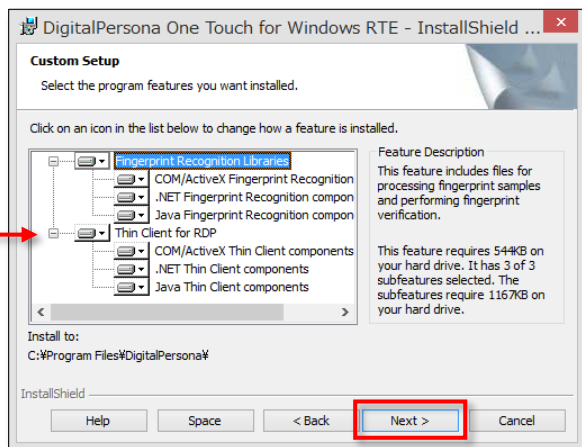 DigitalPersona One Touch for Windows RTE - InstallShield ...
Custom Setup
Select the program features you want installed.
Click on an icon in the list below to change how a feature is installed.
Fingerprint Recognition Libraries
COM/ActiveX Fingerprint Recognition
.NET Fingerprint Recognition compon
Java Fingerprint Recognition compon
Thin Client for RDP
COM/ActiveX Thin Client components
.NET Thin Client components
Java Thin Client components
Feature Description
This feature includes files for
processing fingerprint samples
and performing fingerprint
verification.
This feature requires 544KB on
your hard drive. It has 3 of 3
subfeatures selected. The
subfeatures require 1167KB on
your hard drive.
Install to:
C:¥Program Files¥DigitalPersona¥
InstallShield
Help
Space
< Back
Next >
Cancel